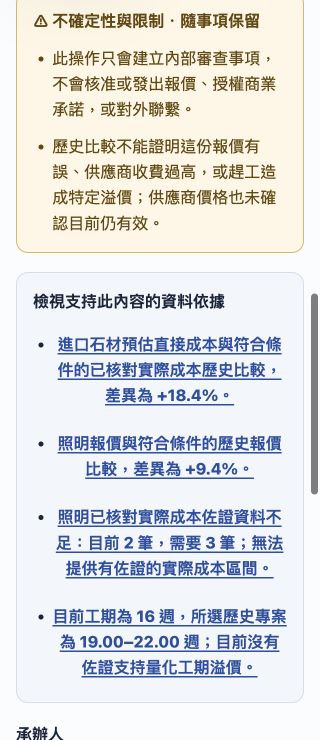 ⚠ 不確定性與限制．隨事項保留
• 此操作只會建立內部審查事項，
不會核准或發出報價、授權商業
承諾，或對外聯繫。
• 歷史比較不能證明這份報價有
誤、供應商收費過高，或趕工造
成特定溢價；供應商價格也未確
認目前仍有效。
檢視支持此內容的資料依據
• 進口石材預估直接成本與符合條
件的已核對實際成本歷史比較，
差異為 +18.4%。
• 照明報價與符合條件的歷史報價
比較，差異為 +9.4%。
• 照明已核對實際成本佐證資料不
足：目前 2 筆，需要 3 筆；無法
提供有佐證的實際成本區間。
• 目前工期為 16 週，所選歷史專案
為 19.00–22.00 週；目前沒有
佐證支持量化工期溢價。
承辦人